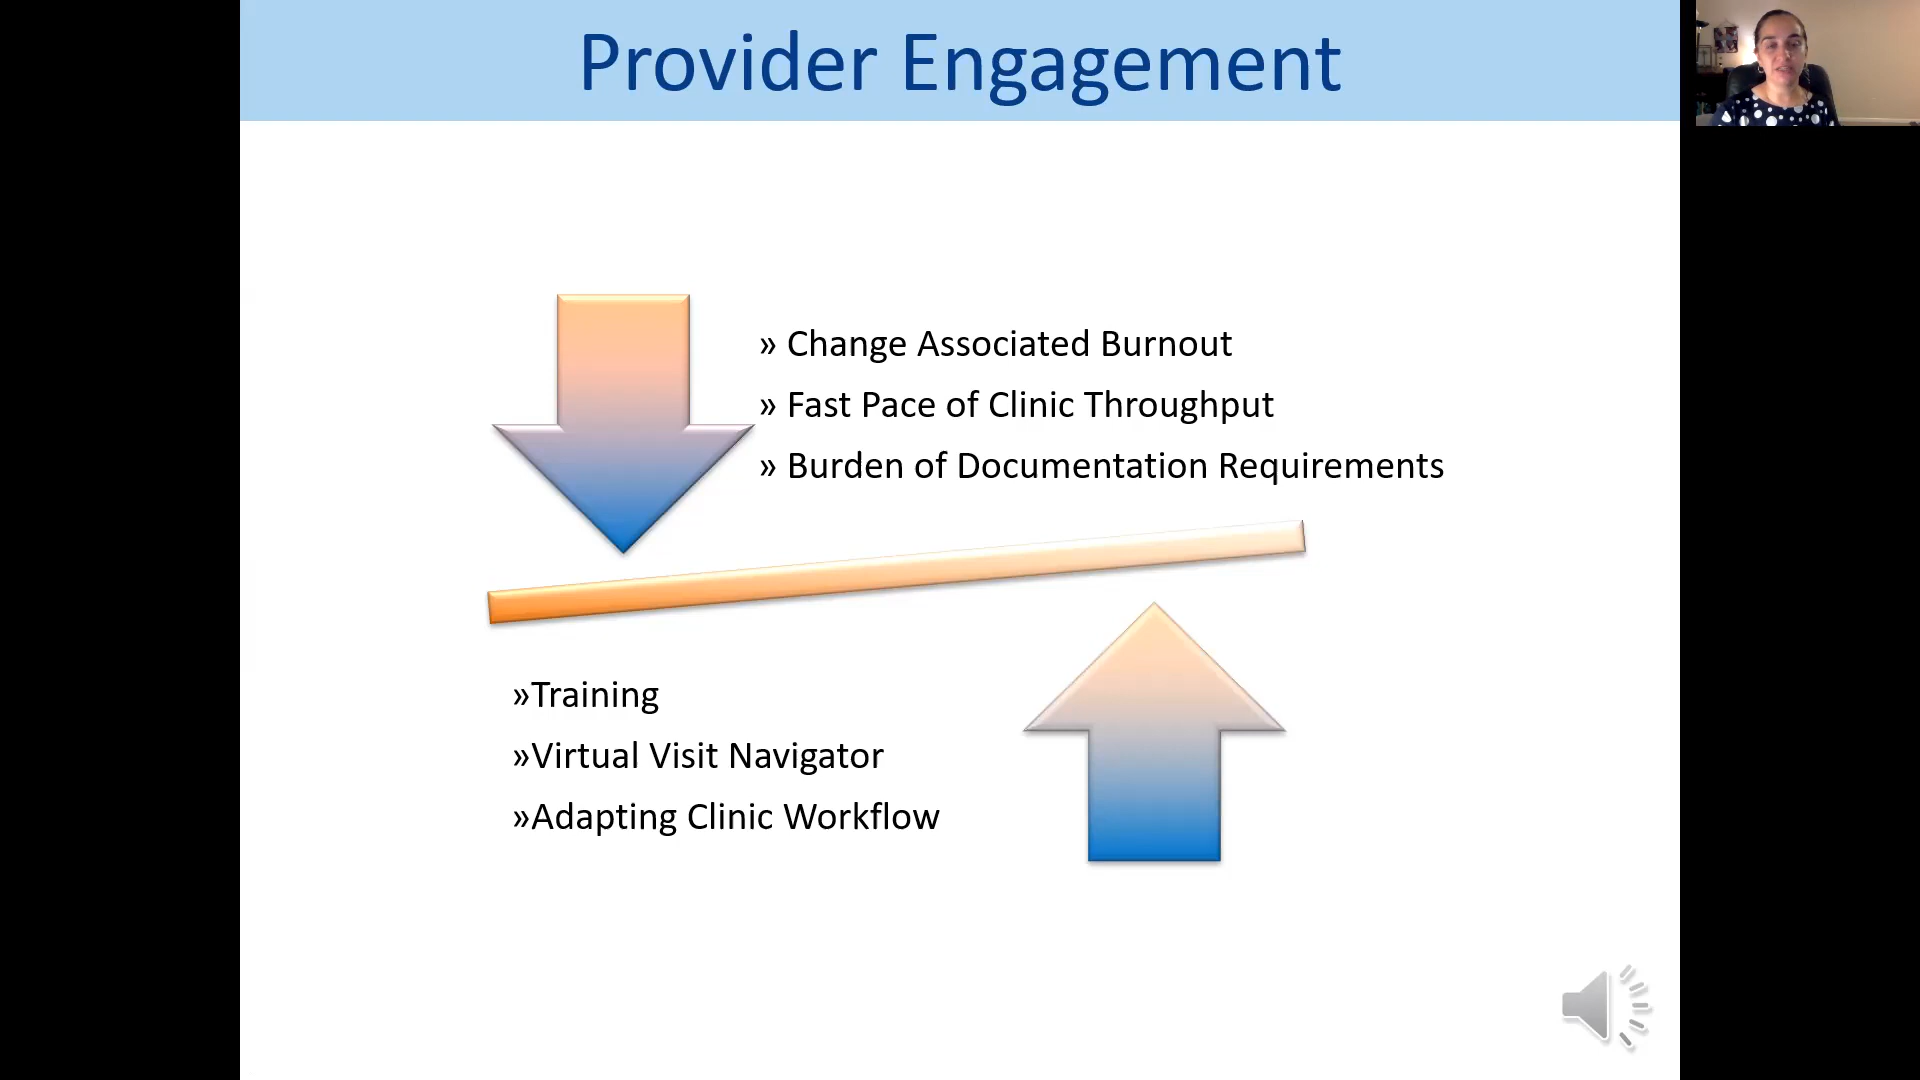 Provider Engagement
» Change Associated Burnout
» Fast Pace of Clinic Throughput
» Burden of Documentation Requirements
»Training
»Virtual Visit Navigator
»Adapting Clinic Workflow